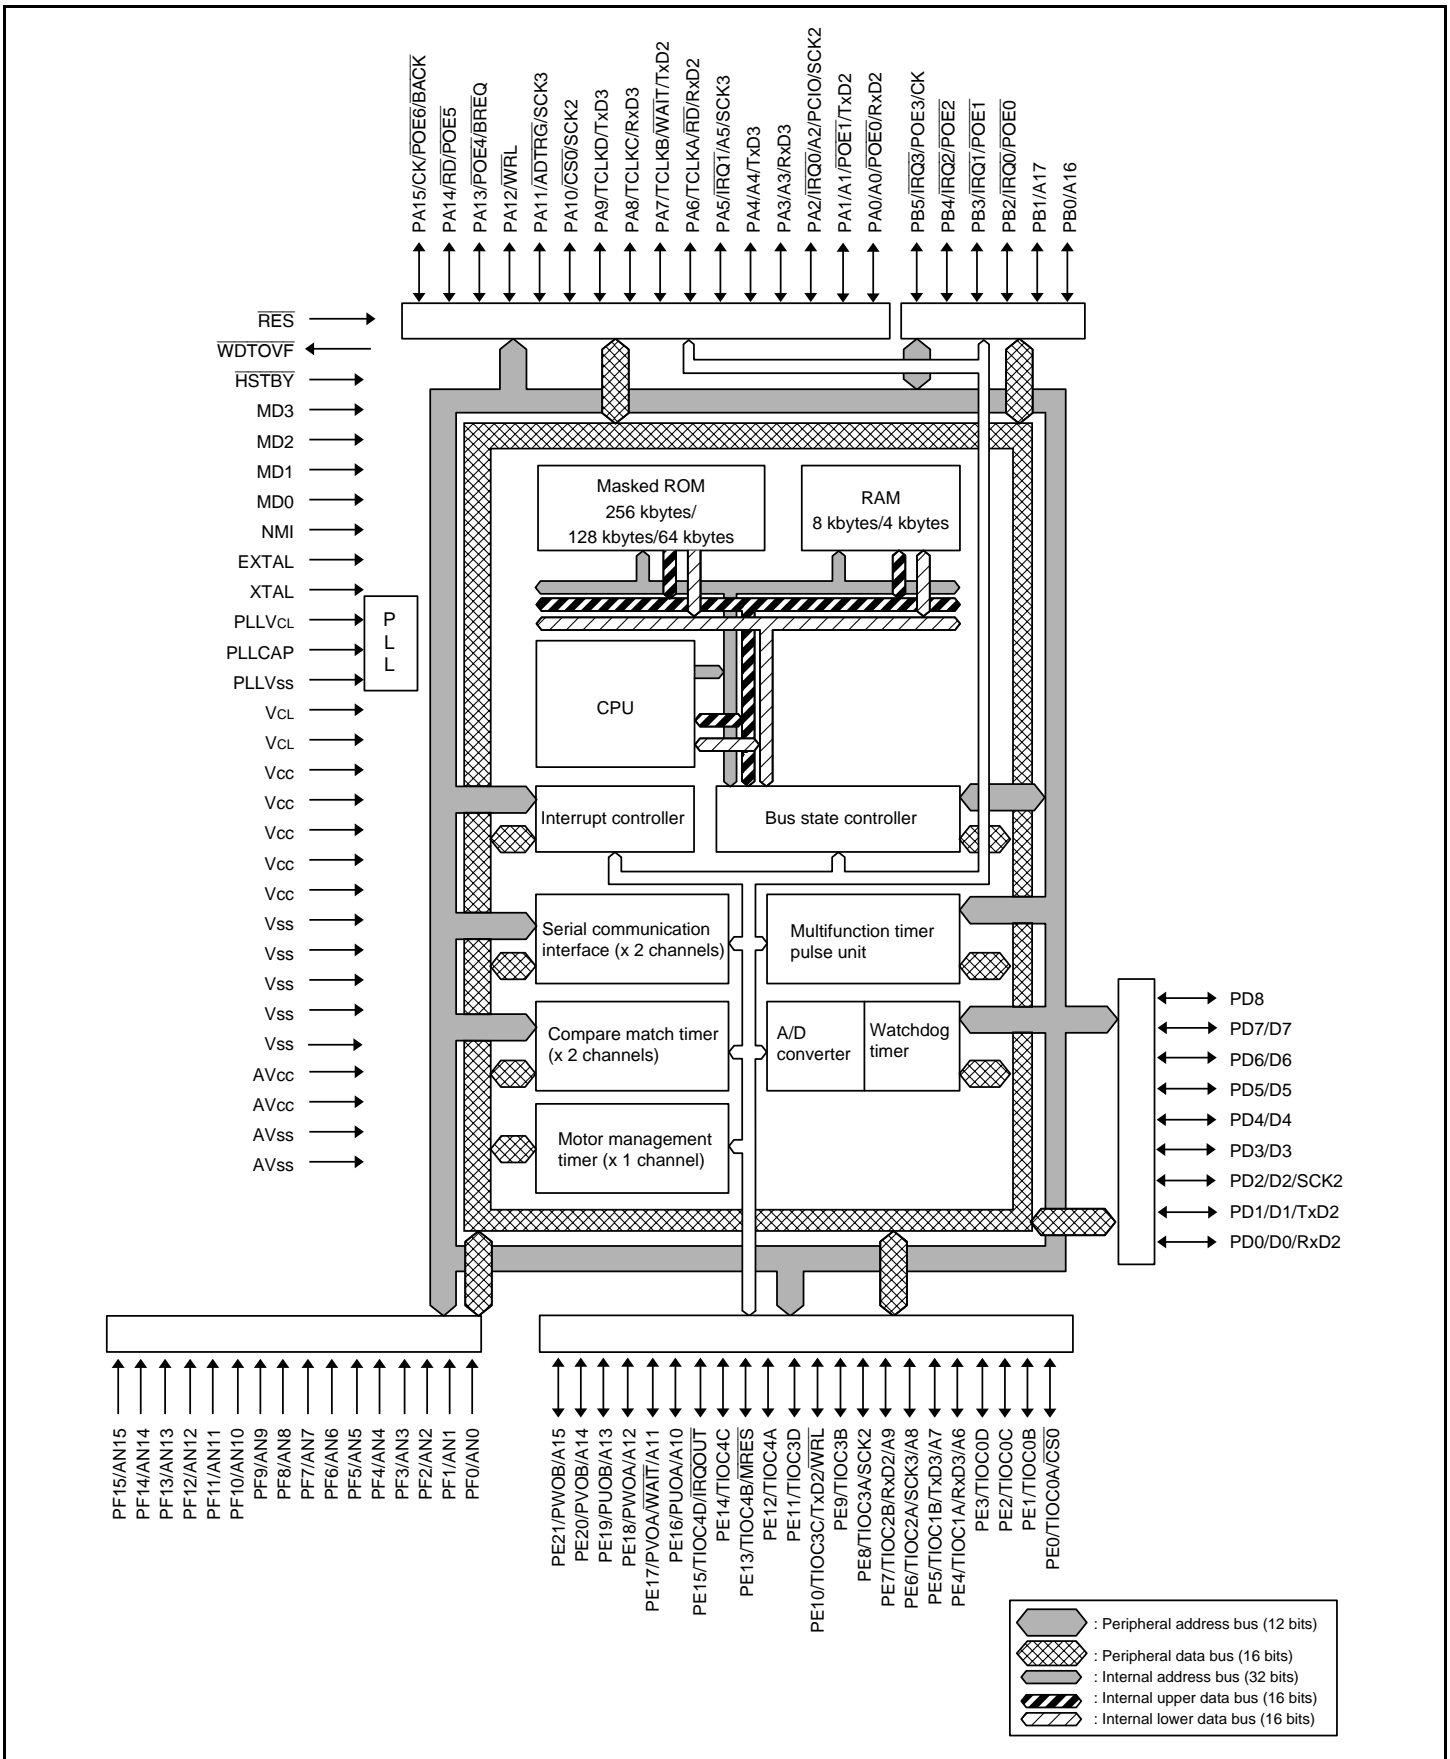 PA15/CK/POE6/BACK
PA14/RD/POE5
PA13/POE4/BREQ
PA12/WRL
PA11/ADTRG/SCK3
PA10/CS0/SCK2
PA9/TCLKD/TxD3
PA8/TCLKC/RxD3
PA7/TCLKB/WAIT/TxD2
PA6/TCLKA/RD/RxD2
PA5/IRQ1/A5/SCK3
PA4/A4/TxD3
PA3/A3/RxD3
PA2/IRQ0/A2/PCIO/SCK2
PA1/A1/POE1/TxD2
PA0/A0/POE0/RxD2
PB5/IRQ3/POE3/CK
PB4/IRQ2/POE2
PB3/IRQ1/POE1
PB2/IRQ0/POE0
PB1/A17
PB0/A16
RES
WDTOVF
HSTBY
MD3
MD2
MD1
MD0
NMI
EXTAL
XTAL
PLLVCL
PLLCAP
PLLVss
VCL
VCL
Vcc
Vcc
Vcc
Vcc
Vcc
Vss
Vss
Vss
Vss
Vss
AVcc
AVcc
AVss
AVss
P
L
L
Masked ROM
256 kbytes/
128 kbytes/64 kbytes
RAM
8 kbytes/4 kbytes
CPU
Interrupt controller
Bus state controller
Serial communication
interface (x 2 channels)
Multifunction timer
pulse unit
Compare match timer
(x 2 channels)
A/D
converter
Watchdog
timer
Motor management
timer (x 1 channel)
PD8
PD7/D7
PD6/D6
PD5/D5
PD4/D4
PD3/D3
PD2/D2/SCK2
PD1/D1/TxD2
PD0/D0/RxD2
PF15/AN15
PF14/AN14
PF13/AN13
PF12/AN12
PF11/AN11
PF10/AN10
PF9/AN9
PF8/AN8
PF7/AN7
PF6/AN6
PF5/AN5
PF4/AN4
PF3/AN3
PF2/AN2
PF1/AN1
PF0/AN0
PE21/PWOB/A15
PE20/PVOB/A14
PE19/PUOB/A13
PE18/PWOA/A12
PE17/PVOA/WAIT/A11
PE16/PUOA/A10
PE15/TIOC4D/IRQOUT
PE14/TIOC4C
PE13/TIOC4B/MRES
PE12/TIOC4A
PE11/TIOC3D
PE10/TIOC3C/TxD2/WRL
PE9/TIOC3B
PE8/TIOC3A/SCK2
PE7/TIOC2B/RxD2/A9
PE6/TIOC2A/SCK3/A8
PE5/TIOC1B/TxD3/A7
PE4/TIOC1A/RxD3/A6
PE3/TIOC0D
PE2/TIOC0C
PE1/TIOC0B
PE0/TIOC0A/CS0
: Peripheral address bus (12 bits)
: Peripheral data bus (16 bits)
: Internal address bus (32 bits)
: Internal upper data bus (16 bits)
: Internal lower data bus (16 bits)